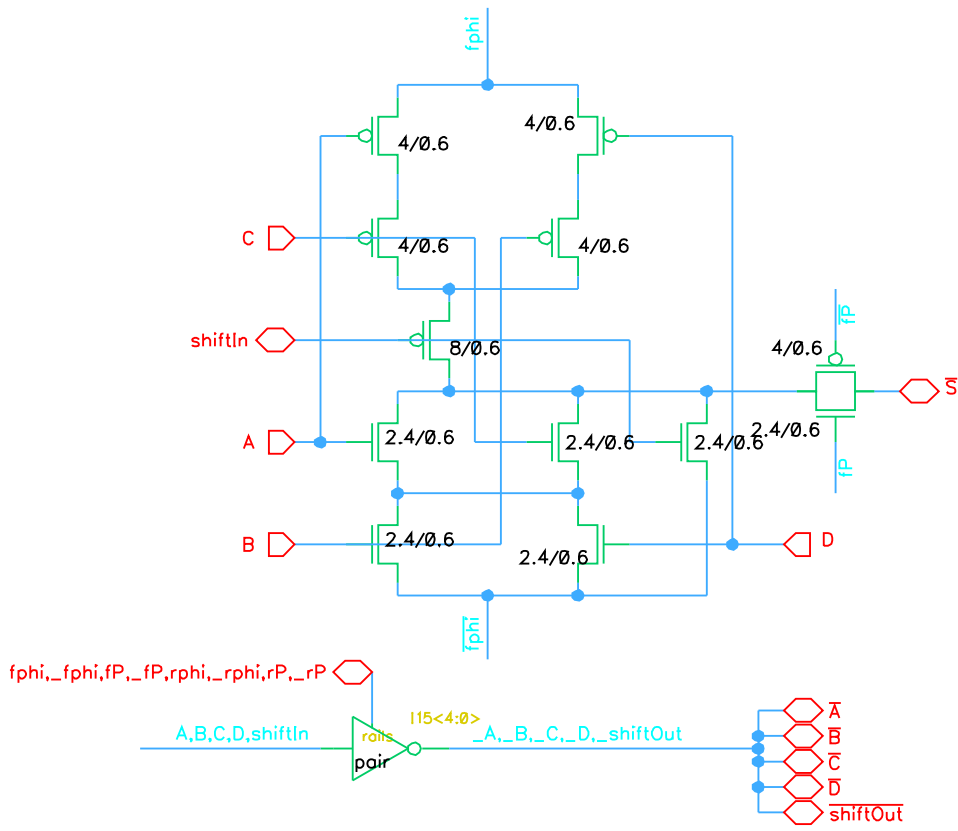 fphi
4/0.6
4/0.6
C
4/0.6
4/0.6
f̅P̅
shiftIn
8/0.6
4/0.6
S̅
A
2.4/0.6
2.4/0.6
2.4/0.6
2.4/0.6
fP
B
2.4/0.6
2.4/0.6
D
f̅p̅h̅i̅
fphi,_fphi,fP,_fP,rphi,_rphi,rP,_rP
I15<4:0>
A,B,C,D,shiftIn
rails
pair
_A,_B,_C,_D,_shiftOut
A̅
B̅
C̅
D̅
s̅h̅i̅f̅t̅O̅u̅t̅